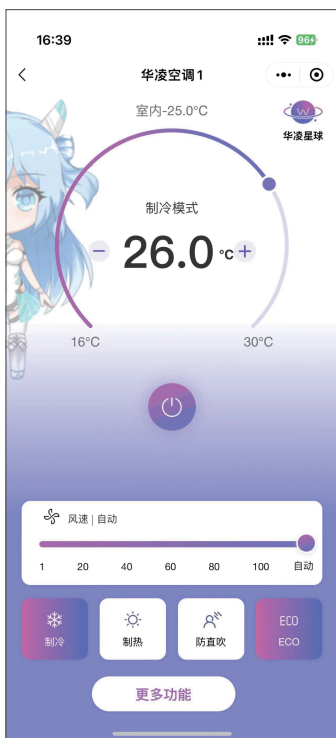 16:39
96
华凌空调1
室内-25.0℃
华凌星球
制冷模式
26.0 ℃
16℃
30℃
风速 | 自动
1 20 40 60 80 100 自动
制冷
制热
防直吹
ECO
ECO
更多功能